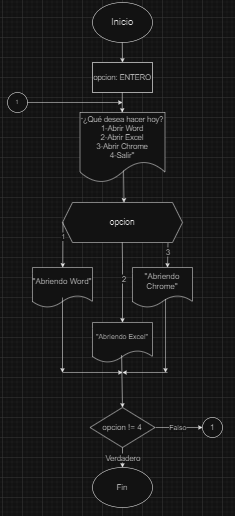 Inicio
opcion: ENTERO
1
"¿Qué desea hacer hoy?
1-Abrir Word
2-Abrir Excel
3-Abrir Chrome
4-Salir"
opcion
1
2
3
"Abriendo Word"
"Abriendo
Chrome"
"Abriendo Excel"
opcion != 4
Falso
1
Verdadero
Fin